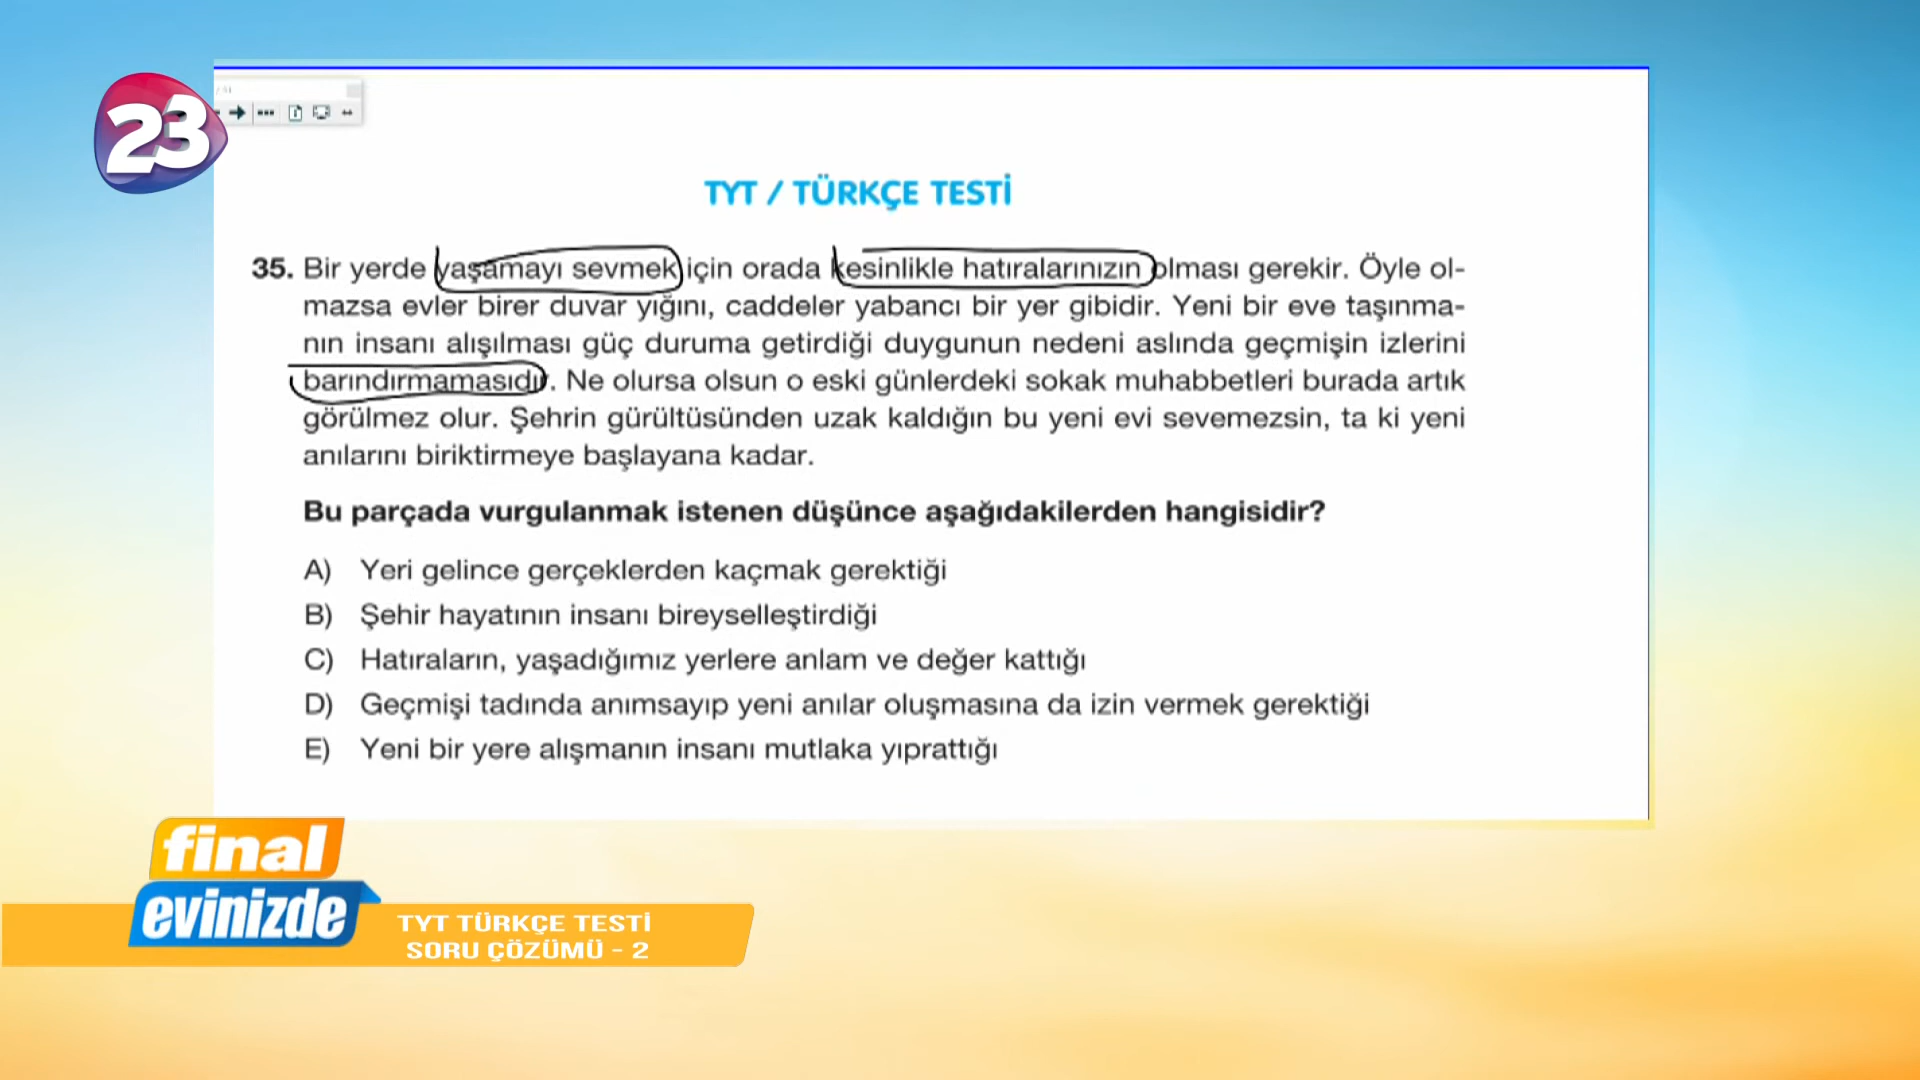 / 51
23
TYT / TÜRKÇE TESTİ
35. Bir yerde yaşamayı sevmek için orada kesinlikle hatıralarınızın olması gerekir. Öyle ol-
mazsa evler birer duvar yığını, caddeler yabancı bir yer gibidir. Yeni bir eve taşınma-
nın insanı alışılması güç duruma getirdiği duygunun nedeni aslında geçmişin izlerini
barındırmamasıdır. Ne olursa olsun o eski günlerdeki sokak muhabbetleri burada artık
görülmez olur. Şehrin gürültüsünden uzak kaldığın bu yeni evi sevemezsin, ta ki yeni
anılarını biriktirmeye başlayana kadar.
Bu parçada vurgulanmak istenen düşünce aşağıdakilerden hangisidir?
A) Yeri gelince gerçeklerden kaçmak gerektiği
B) Şehir hayatının insanı bireyselleştirdiği
C) Hatıraların, yaşadığımız yerlere anlam ve değer kattığı
D) Geçmişi tadında anımsayıp yeni anılar oluşmasına da izin vermek gerektiği
E) Yeni bir yere alışmanın insanı mutlaka yıprattığı
final
evinizde
TYT TÜRKÇE TESTİ
SORU ÇÖZÜMÜ - 2